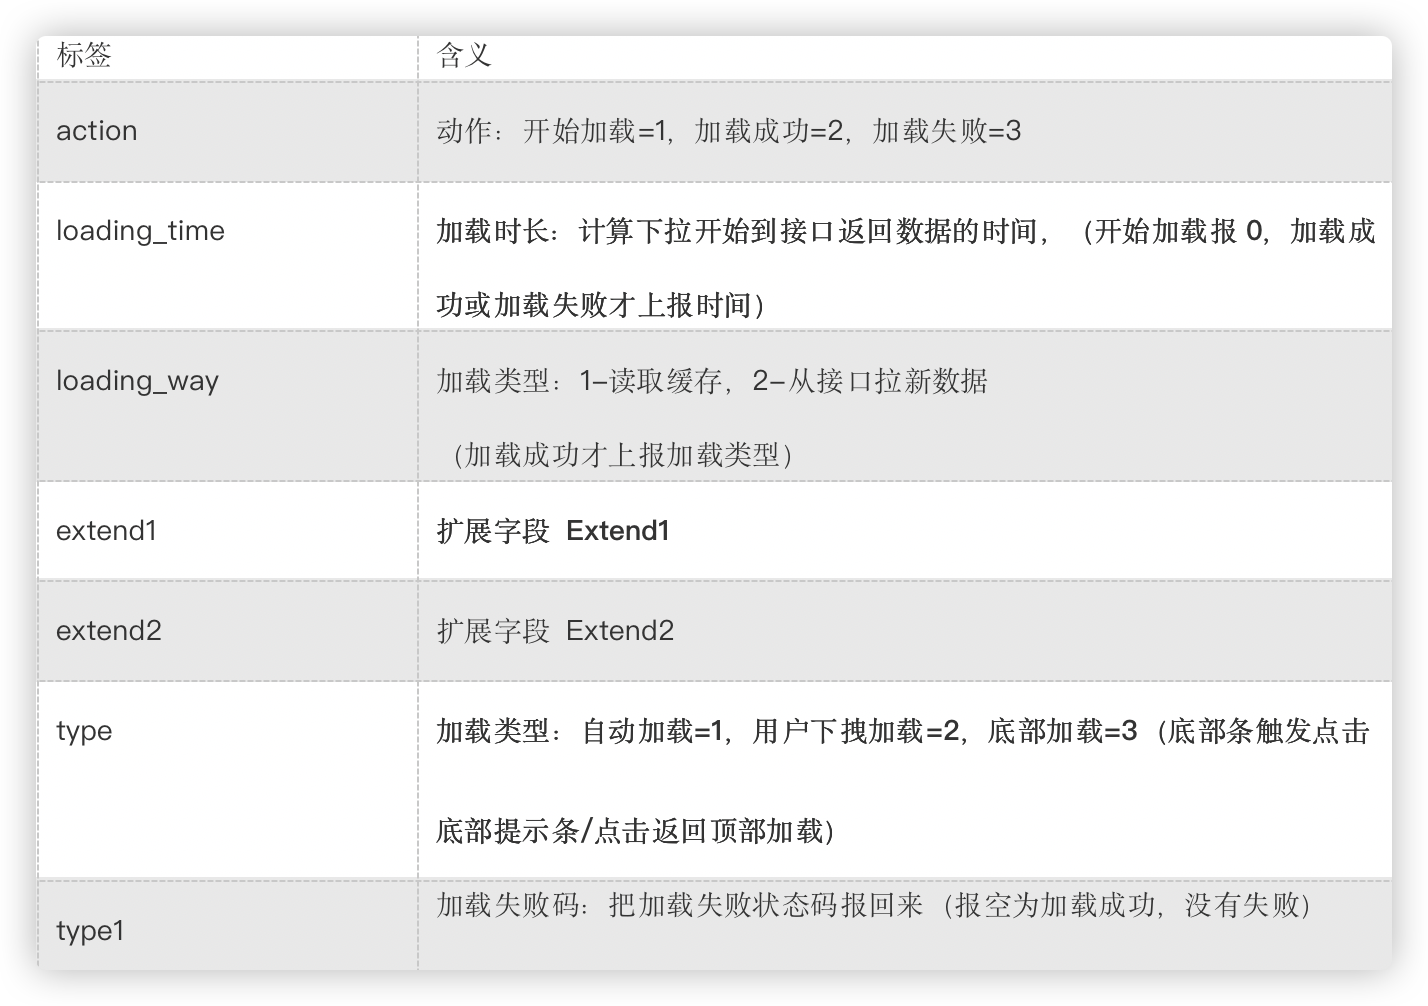 标签
含义
action
动作：开始加载=1，加载成功=2，加载失败=3
loading_time
加载时长：计算下拉开始到接口返回数据的时间，（开始加载报 0，加载成
功或加载失败才上报时间）
loading_way
加载类型：1-读取缓存，2-从接口拉新数据
（加载成功才上报加载类型）
extend1
扩展字段 Extend1
extend2
扩展字段 Extend2
type
加载类型：自动加载=1，用户下拽加载=2，底部加载=3（底部条触发点击
底部提示条/点击返回顶部加载）
type1
加载失败码：把加载失败状态码报回来（报空为加载成功，没有失败）